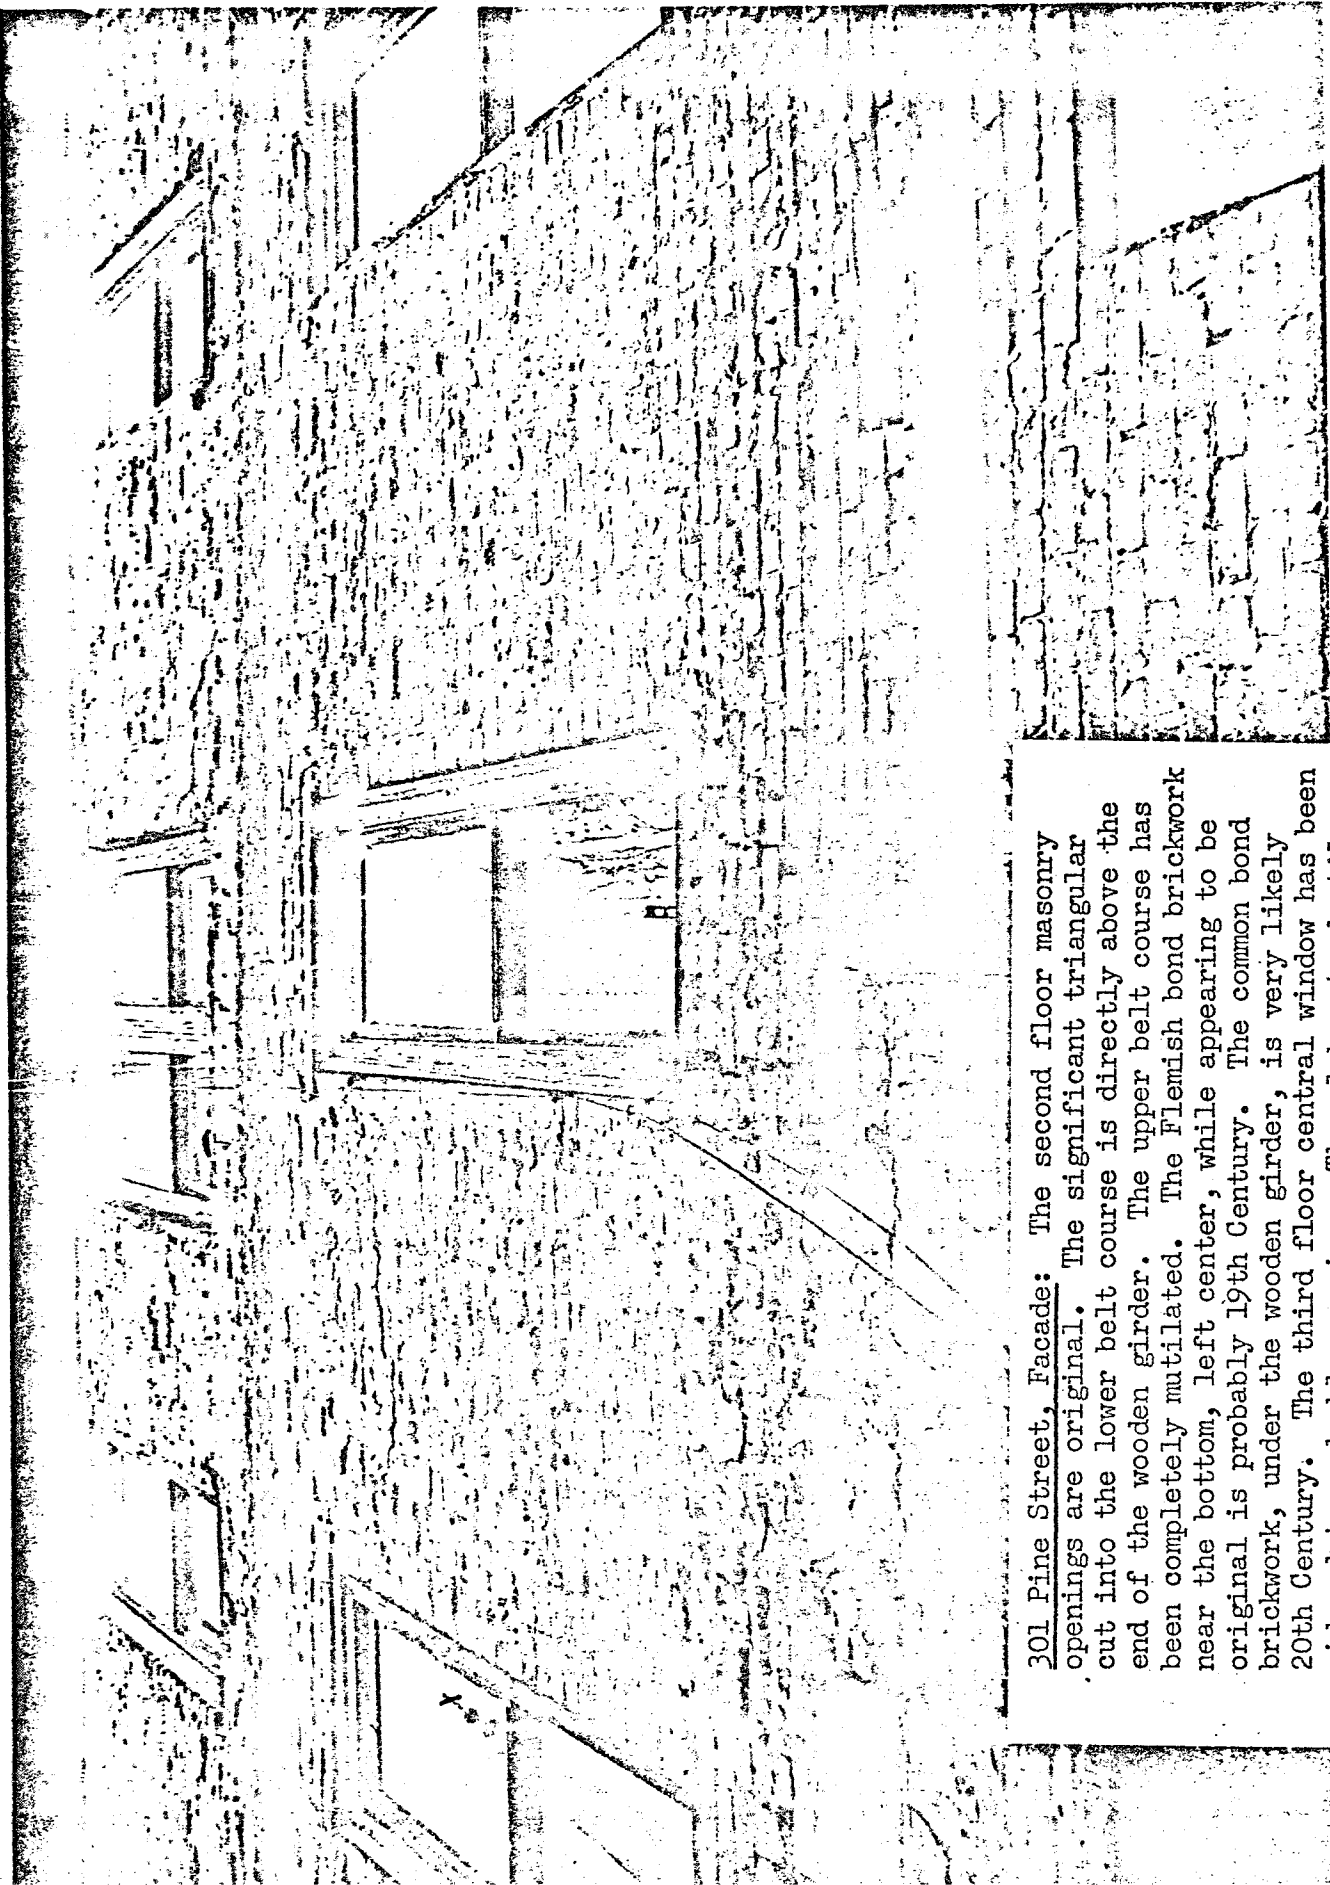 301 Pine Street, Facade: The second floor masonry
openings are original. The significant triangular
cut into the lower belt course is directly above the
end of the wooden girder. The upper belt course has
been completely mutilated. The Flemish bond brickwork
near the bottom, left center, while appearing to be
original is probably 19th Century. The common bond
brickwork, under the wooden girder, is very likely
20th Century. The third floor central window has been